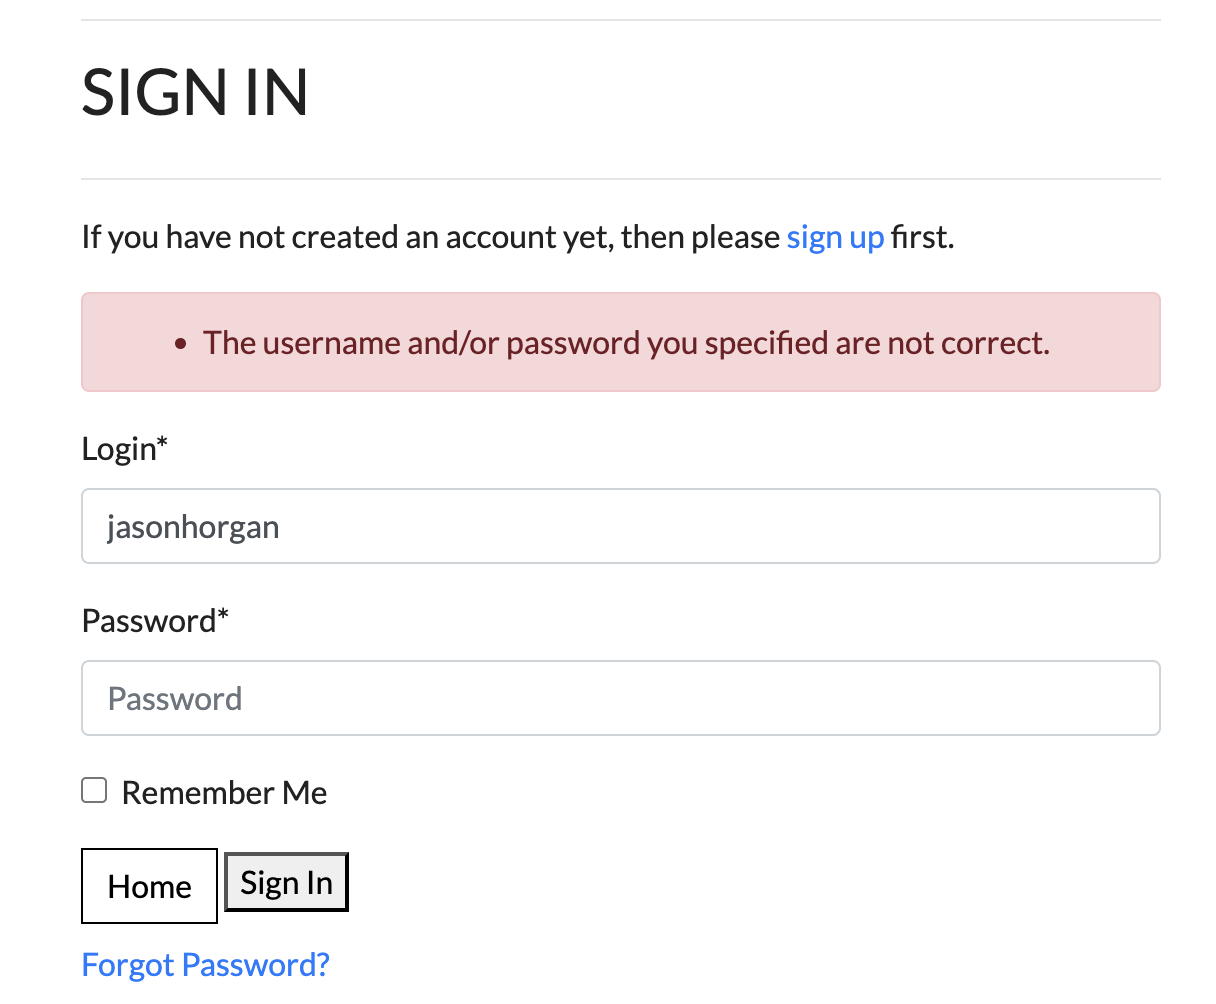 SIGN IN
If you have not created an account yet, then please sign up first.
• The username and/or password you specified are not correct.
Login*
jasonhorgan
Password*
Password
Remember Me
Home Sign In
Forgot Password?